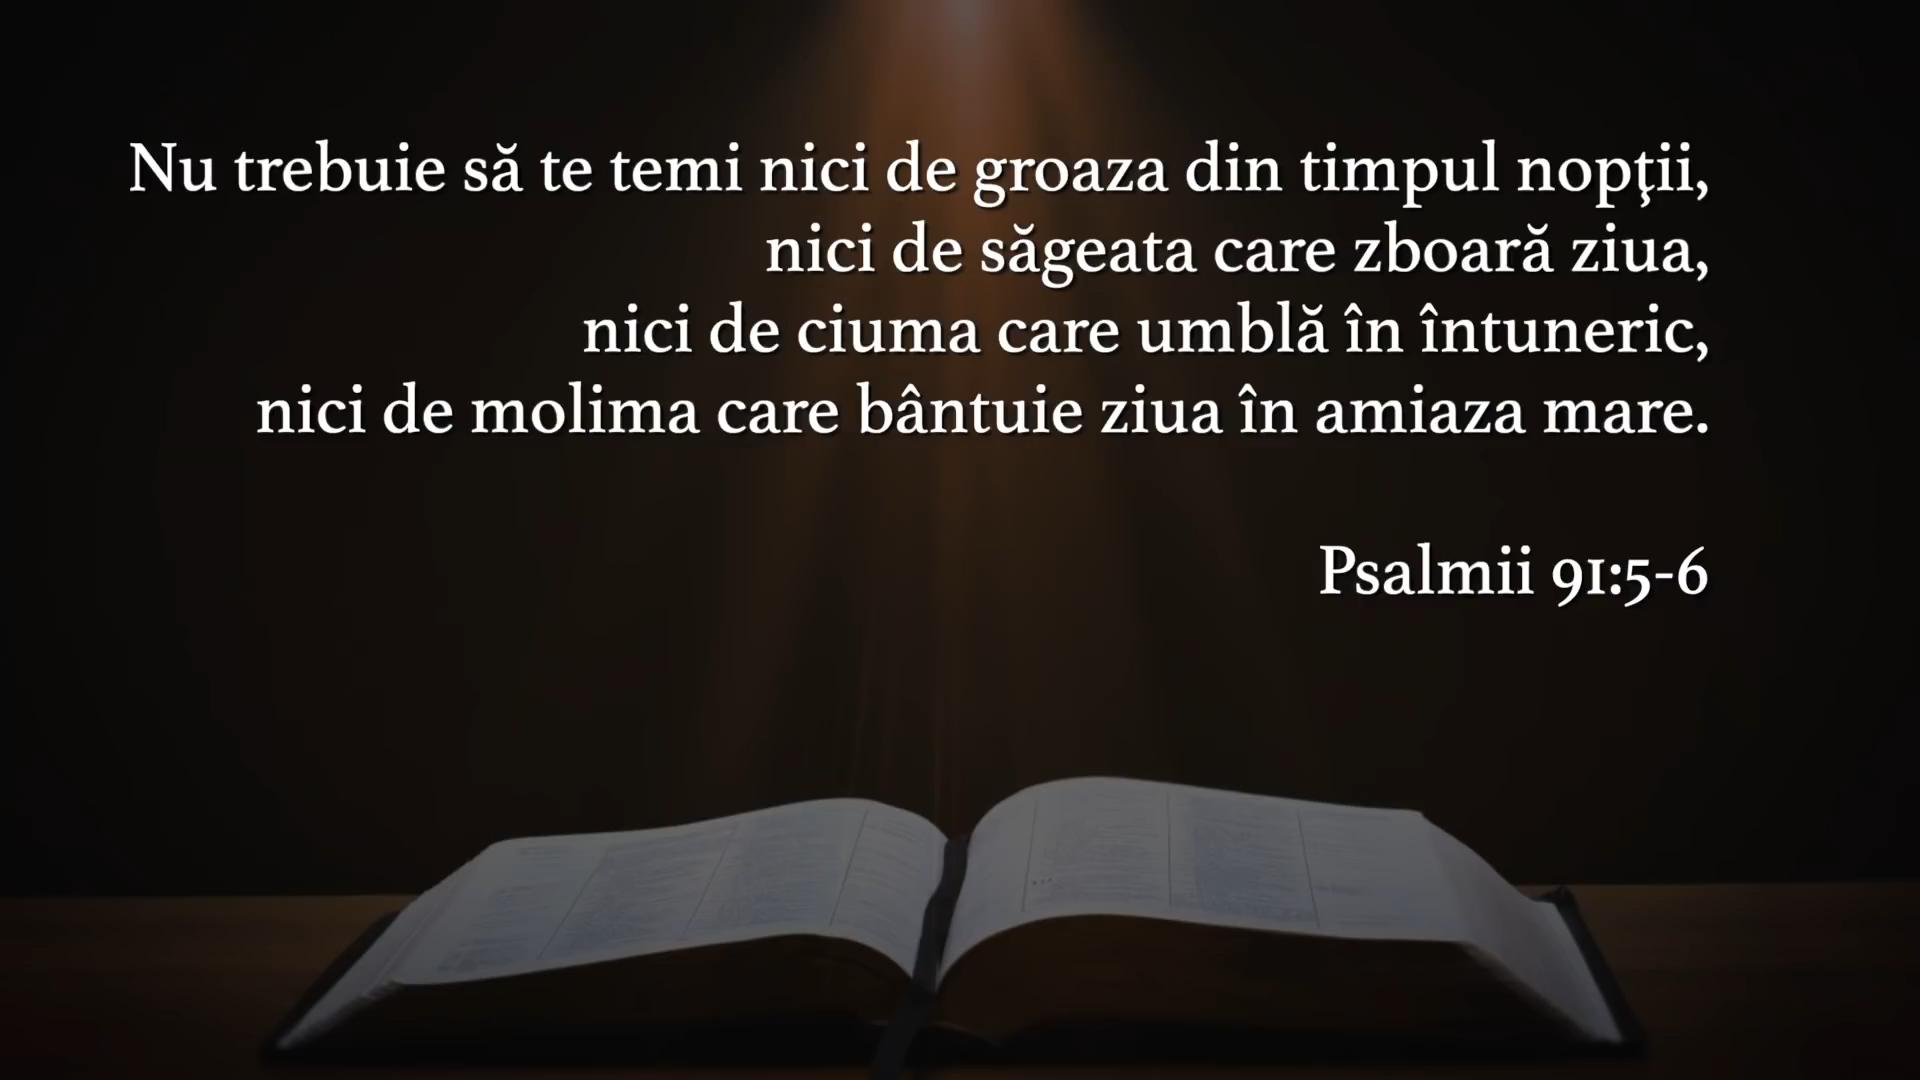 Nu trebuie să te temi nici de groaza din timpul nopţii,
nici de săgeata care zboară ziua,
nici de ciuma care umblă în întuneric,
nici de molima care bântuie ziua în amiaza mare.
Psalmii 91:5-6